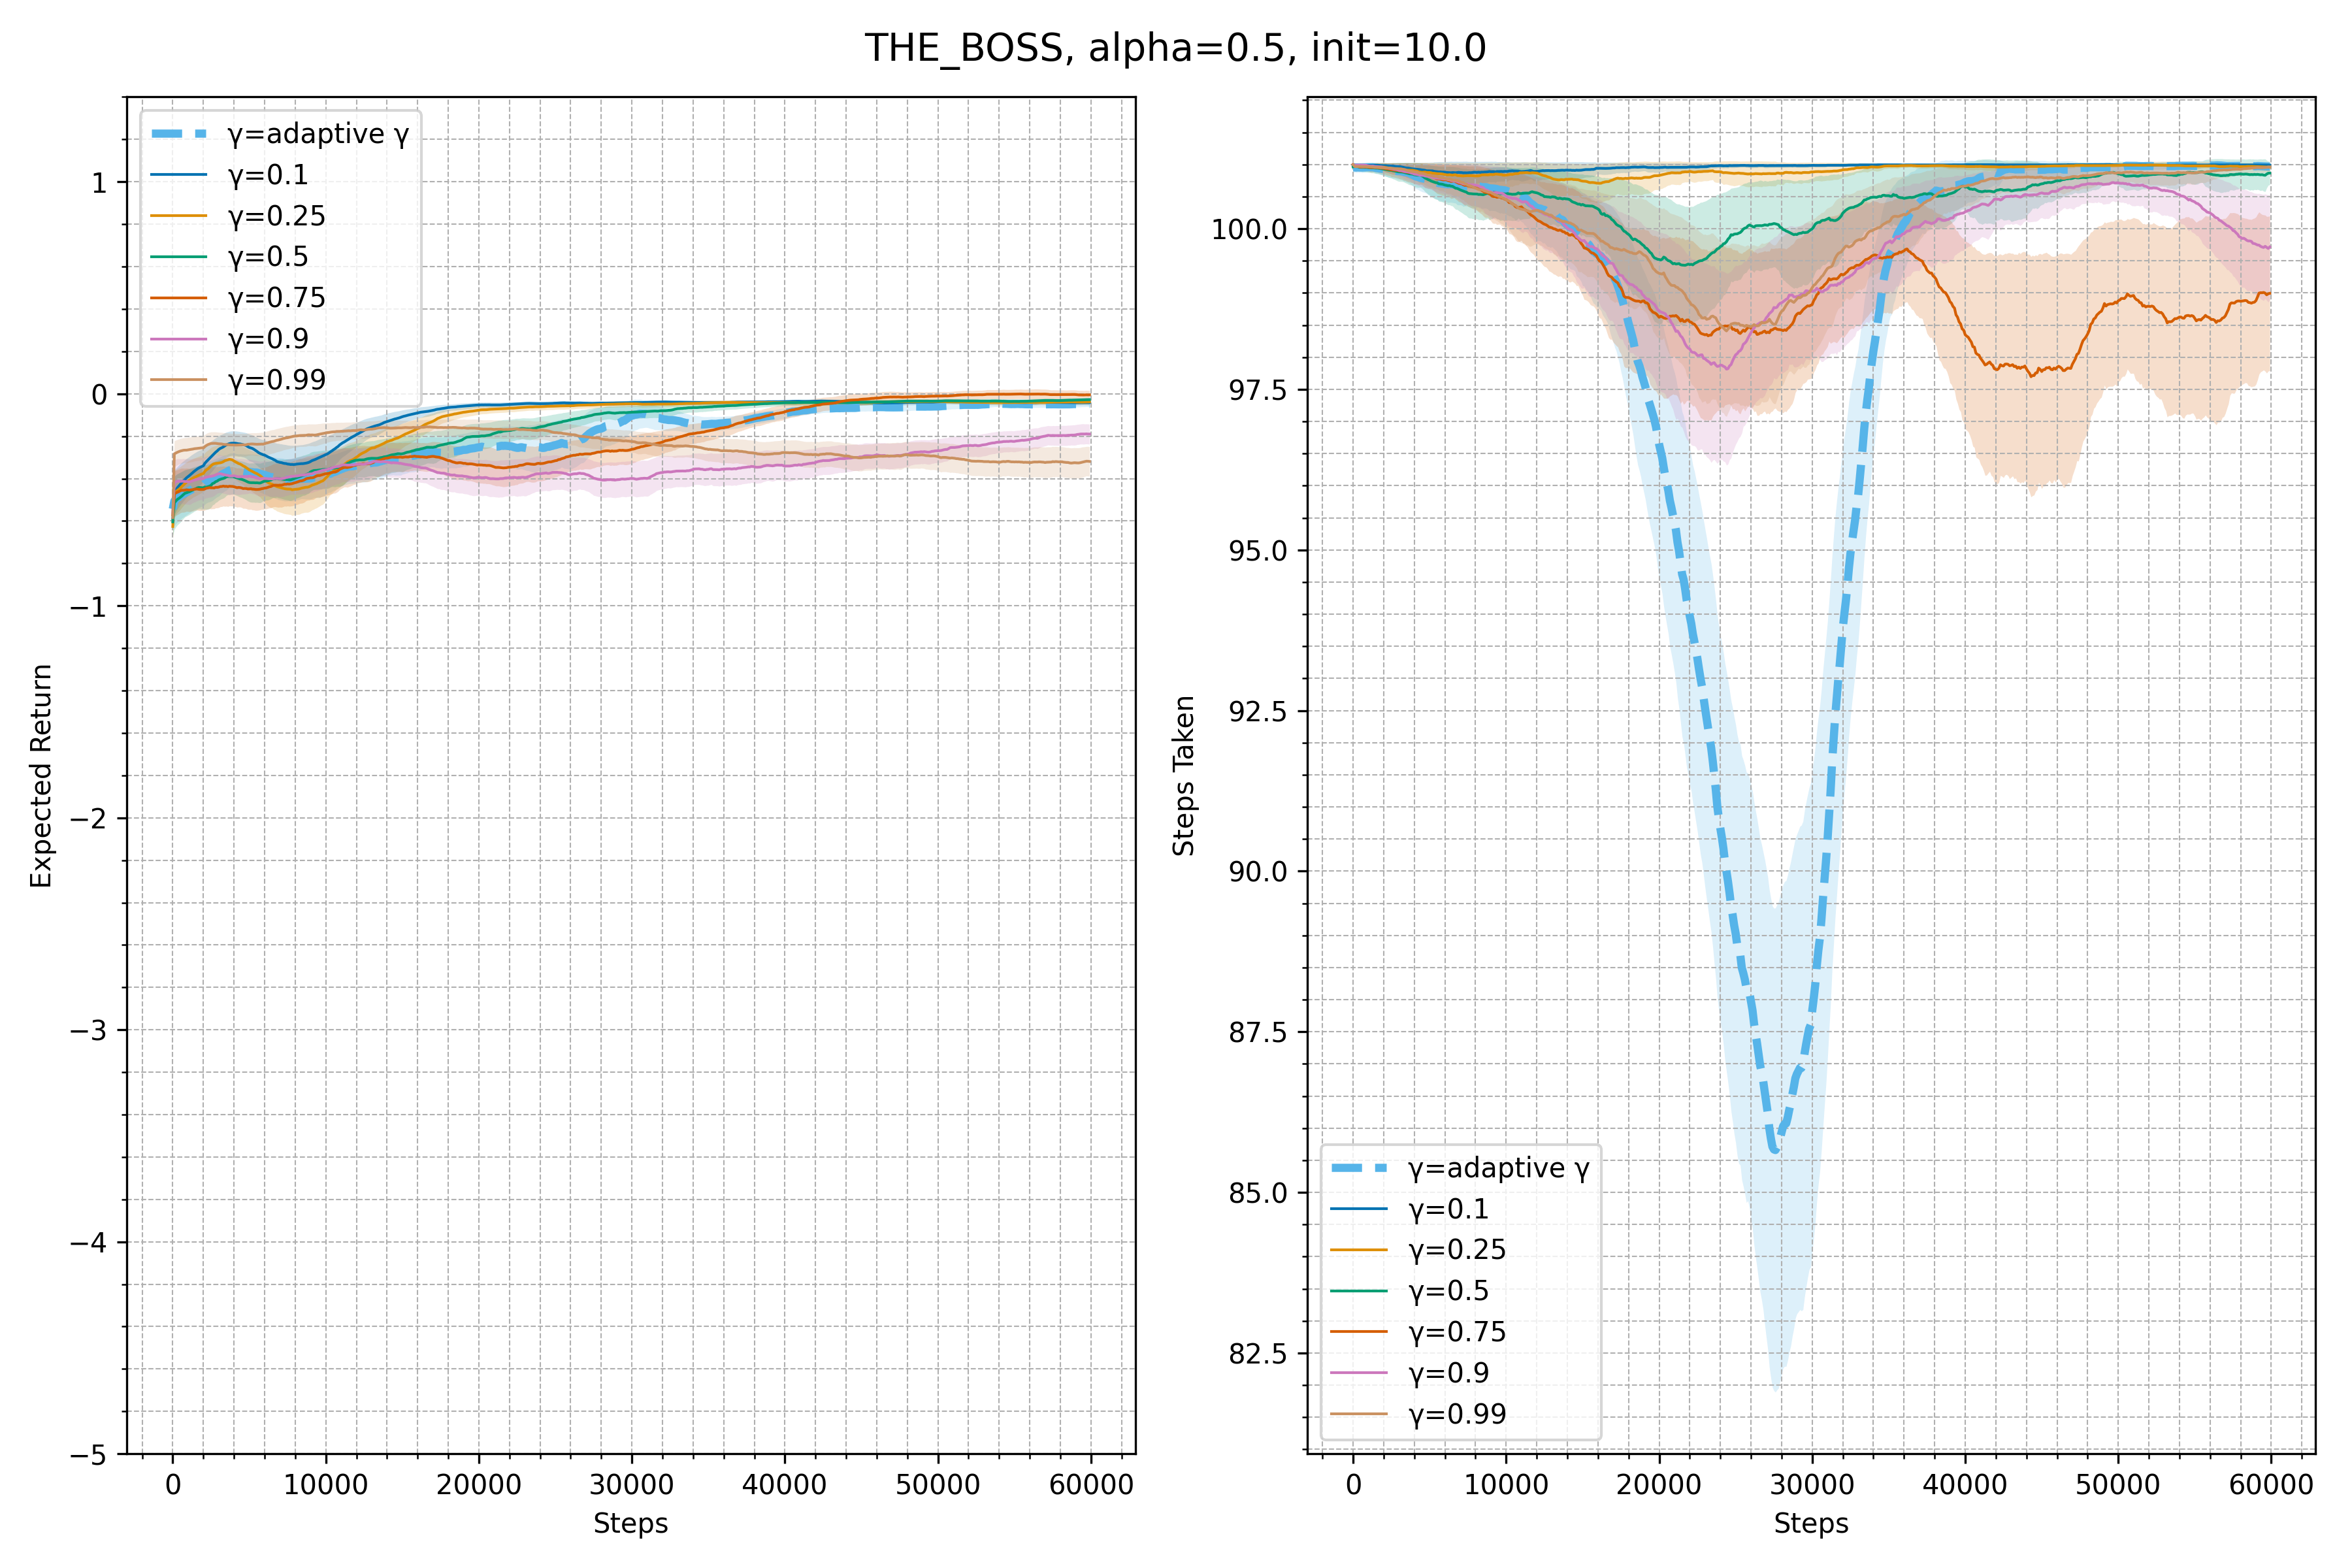 THE_BOSS, alpha=0.5, init=10.0
Expected Return
1
0
−1
−2
−3
−4
−5
γ=adaptive γ
γ=0.1
γ=0.25
γ=0.5
γ=0.75
γ=0.9
γ=0.99
0 10000 20000 30000 40000 50000 60000
Steps
Steps Taken
100.0
97.5
95.0
92.5
90.0
87.5
85.0
82.5
γ=adaptive γ
γ=0.1
γ=0.25
γ=0.5
γ=0.75
γ=0.9
γ=0.99
0 10000 20000 30000 40000 50000 60000
Steps